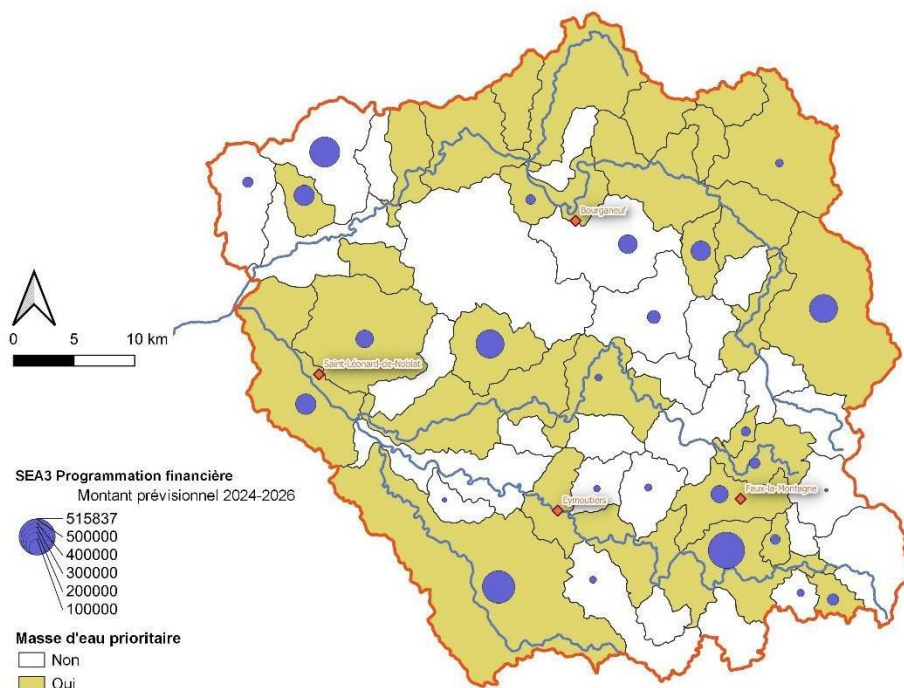 Bourganeuf
0 5 10 km
Saint-Léonard-de-Noblat
SEA3 Programmation financière
Montant prévisionnel 2024-2026
515837
500000
400000
300000
200000
100000
Eymoutiers
Faux-la-Montagne
Masse d'eau prioritaire
Non
Oui